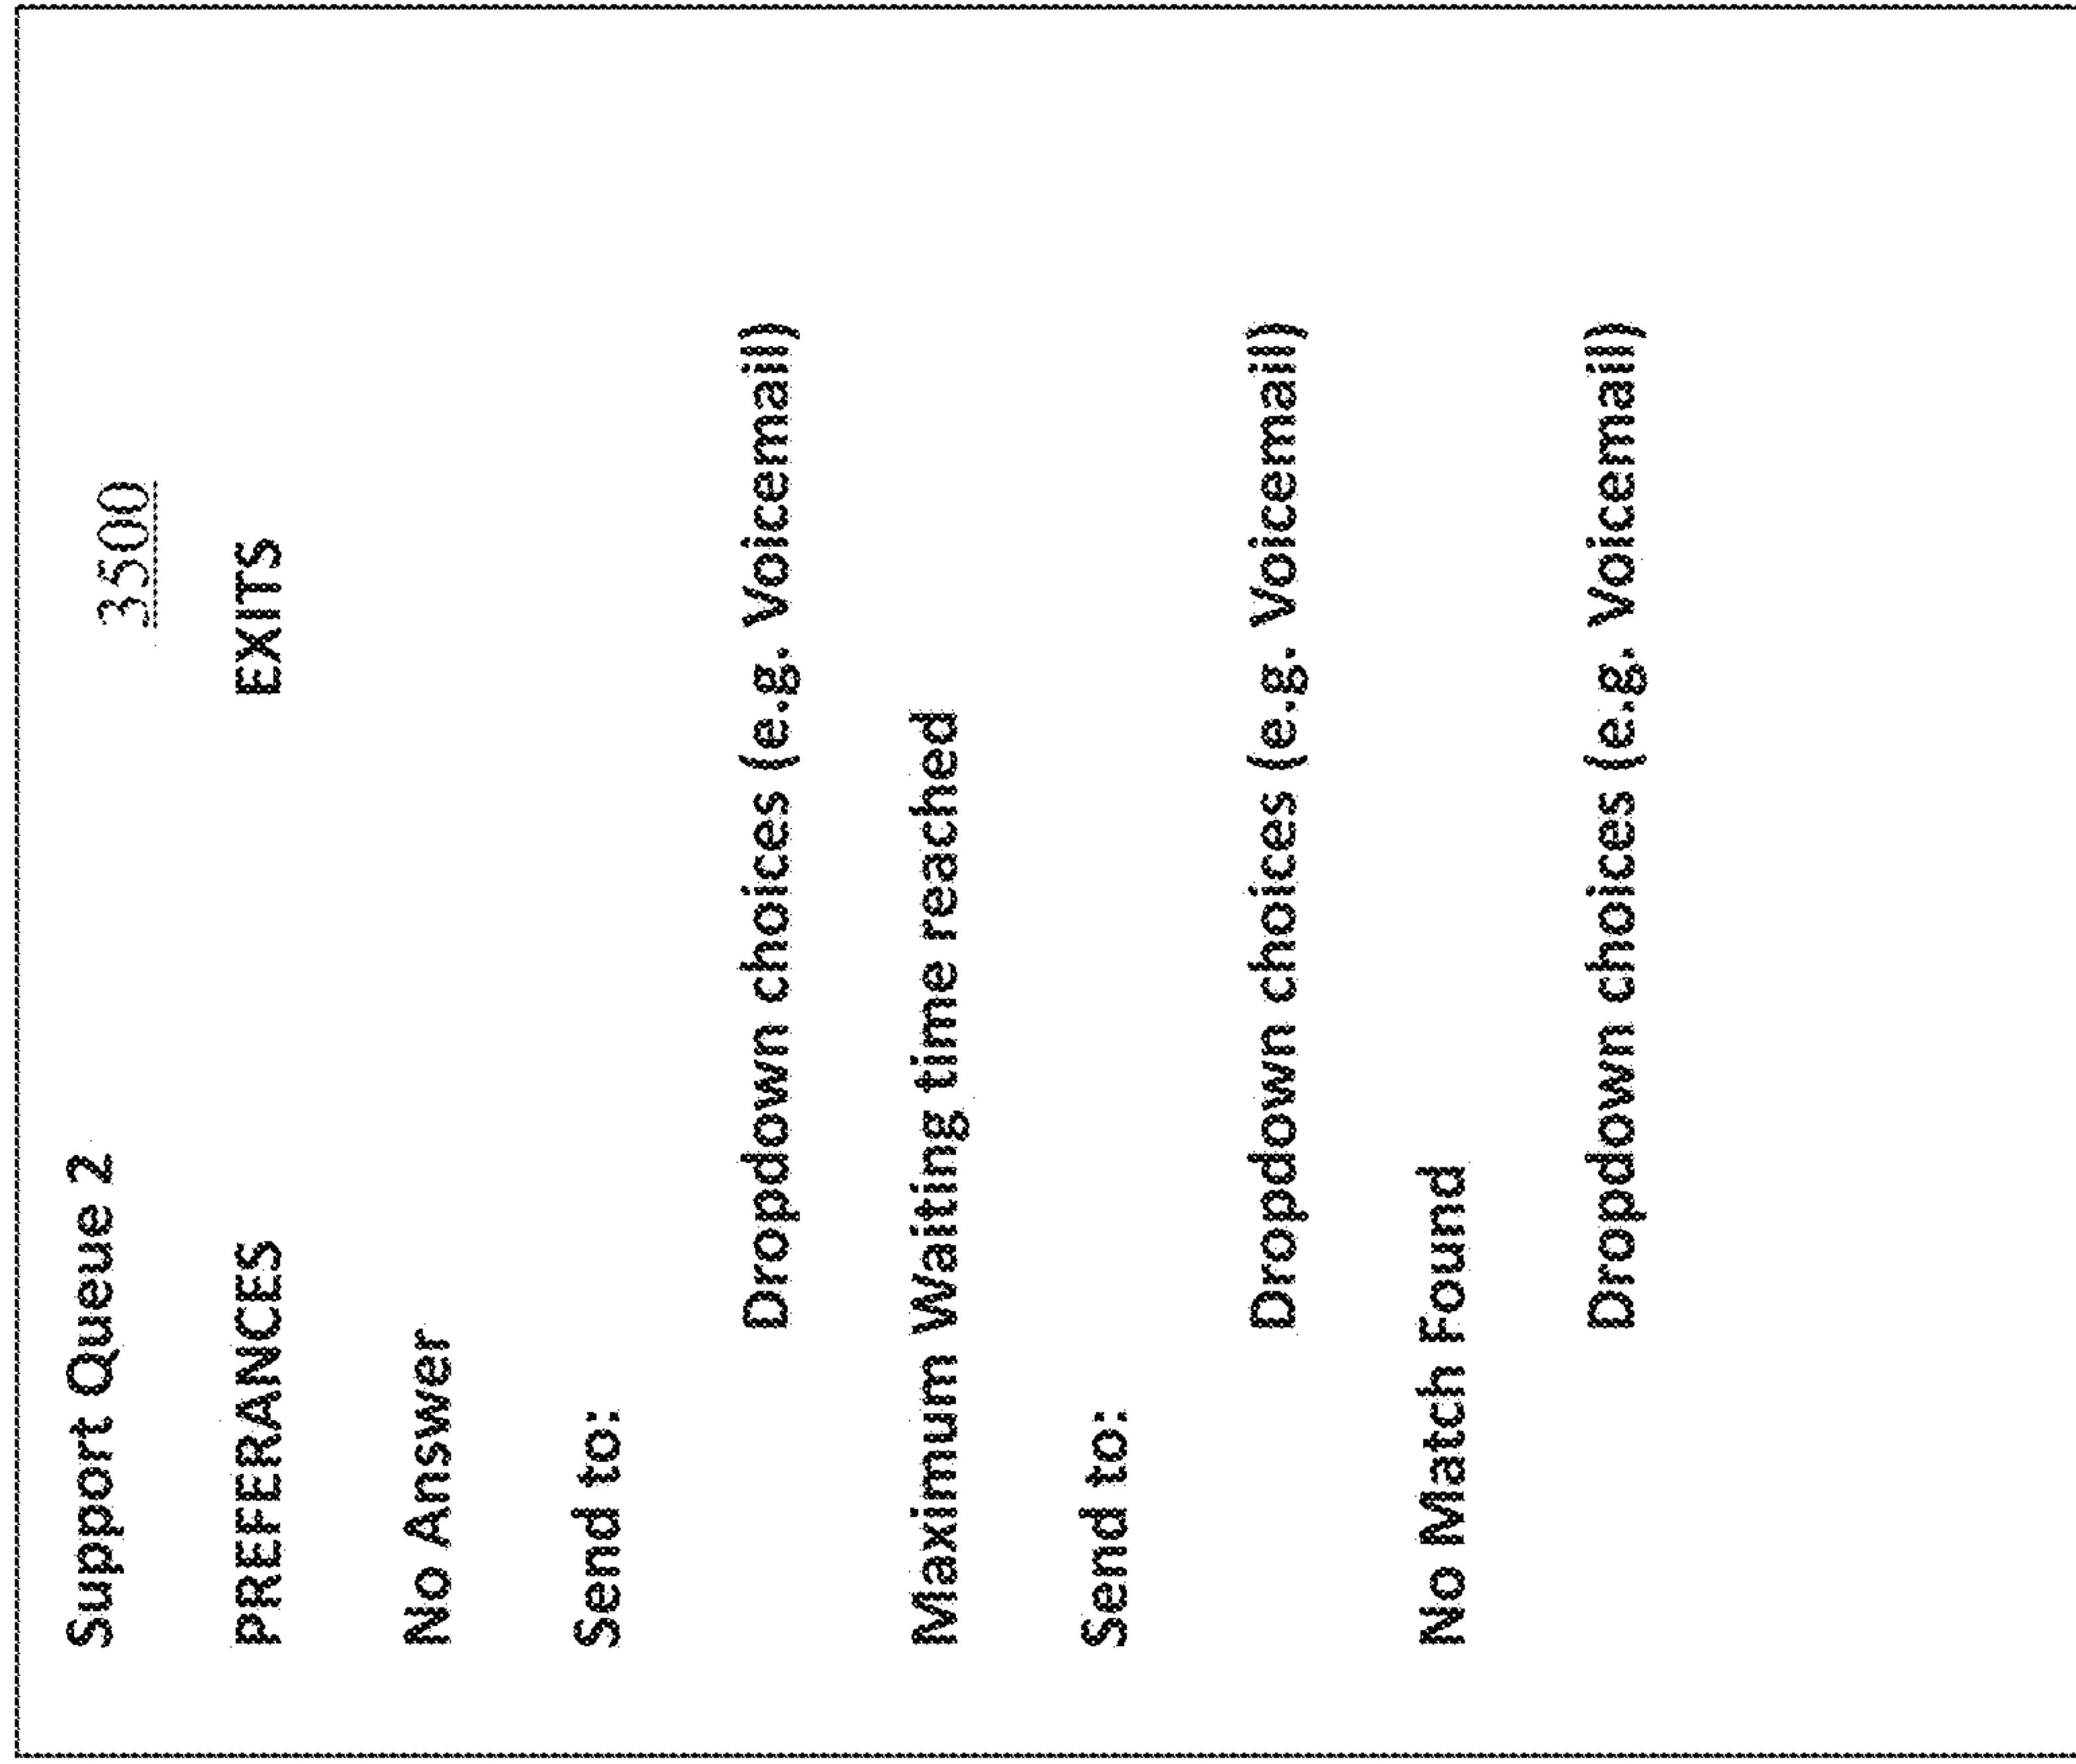 Support Queue 2
3500
PREFERANCES EXITS
No Answer
Send to:
Dropdown choices (e.g. Voicemail)
Maximum Waiting time reached
Send to:
Dropdown choices (e.g. Voicemail)
No Match Found
Dropdown choices (e.g. Voicemail)